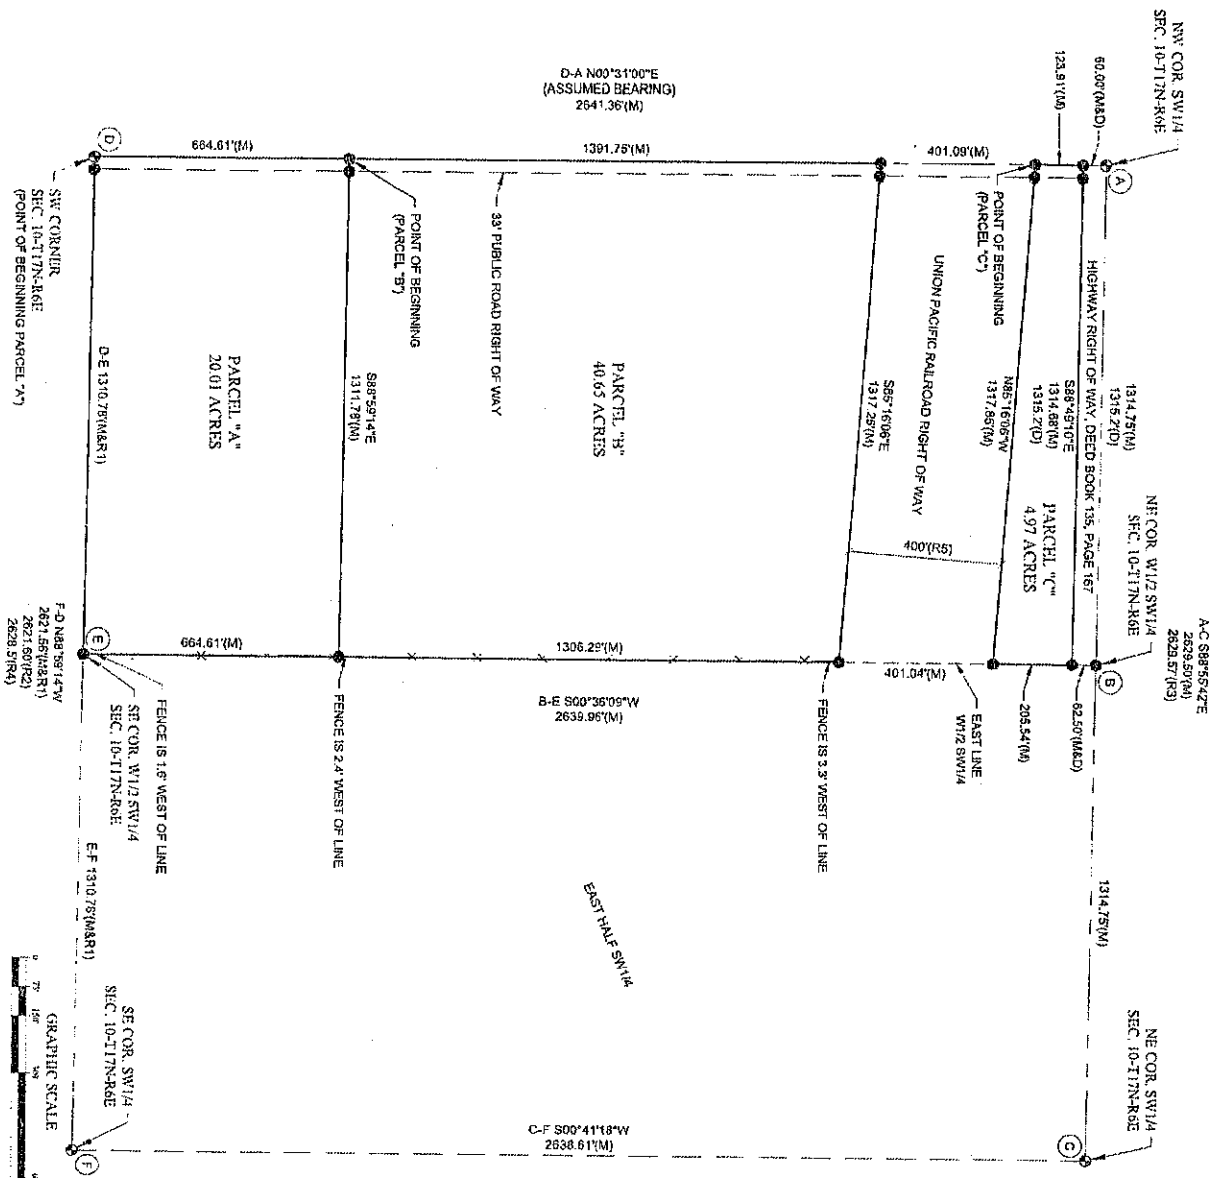 NW COR. SW1/4
SEC. 10-T17N-R6E
60.00'(M&D)
123.91'(M)
A
D-A N00°31'00"E
(ASSUMED BEARING)
2641.36'(M)
664.61'(M)
1391.75'(M)
401.09'(M)
D
SW CORNER
SEC. 10-T17N-R6E
(POINT OF BEGINNING PARCEL "A")
POINT OF BEGINNING
(PARCEL "B")
33' PUBLIC ROAD RIGHT OF WAY
POINT OF BEGINNING
(PARCEL "C")
UNION PACIFIC RAILROAD RIGHT OF WAY
HIGHWAY RIGHT OF WAY, DEED BOOK 135, PAGE 167
1314.75'(M)
1315.2'(D)
S88°49'10"E
1314.68'(M)
1315.2'(D)
N85°16'06"W
1317.85'(M)
S85°16'06"E
1317.25'(M)
S88°59'14"E
1311.78'(M)
D-E 1310.78'(M&R1)
PARCEL "A"
20.01 ACRES
PARCEL "B"
40.65 ACRES
PARCEL "C"
4.97 ACRES
400'(R5)
NE COR. W1/2 SW1/4
SEC. 10-T17N-R6E
A-C S88°55'42"E
2629.50'(M)
2629.57'(R3)
B
E
664.61'(M)
1306.29'(M)
401.04'(M)
205.54'(M)
62.50'(M&D)
B-E S00°36'09"W
2639.96'(M)
EAST LINE
W1/2 SW1/4
FENCE IS 3.3' WEST OF LINE
FENCE IS 2.4' WEST OF LINE
FENCE IS 1.6' WEST OF LINE
SE COR. W1/2 SW1/4
SEC. 10-T17N-R6E
F-D N88°59'14"W
2621.56'(M&R1)
2621.60'(R2)
2628.5'(R4)
1314.75'(M)
E-F 1310.78'(M&R1)
EAST HALF SW1/4
NE COR. SW1/4
SEC. 10-T17N-R6E
C
SE COR. SW1/4
SEC. 10-T17N-R6E
F
C-F S00°41'18"W
2638.61'(M)
GRAPHIC SCALE
0
75
150